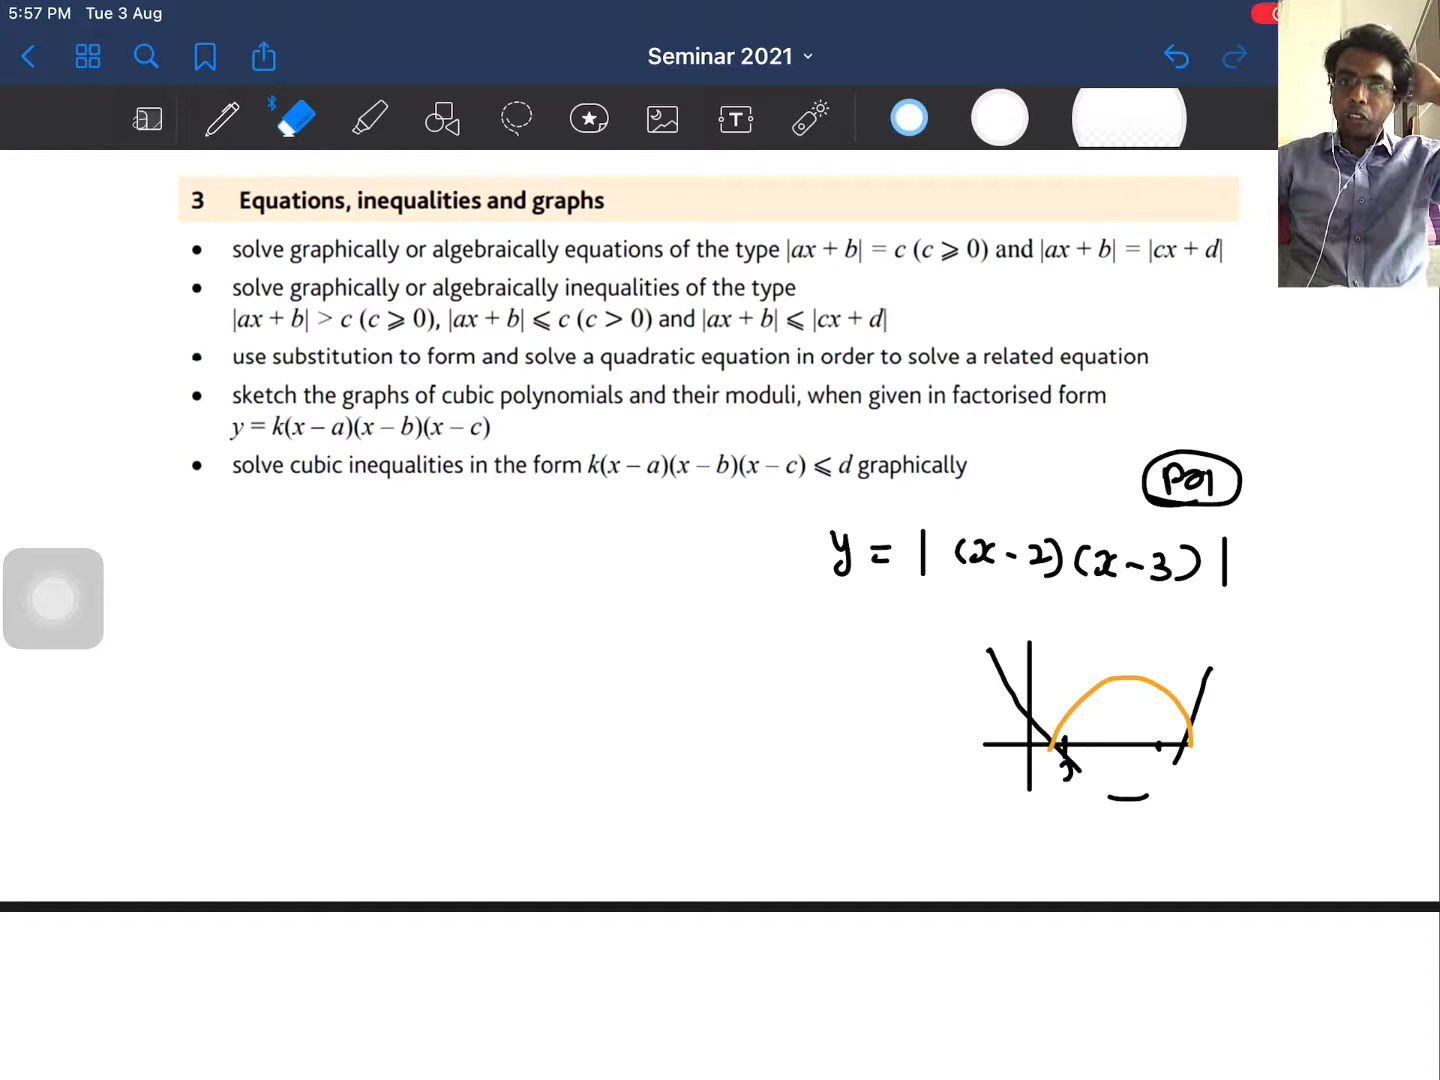 5:57 PM Tue 3 Aug
Seminar 2021
T
3 Equations, inequalities and graphs
• solve graphically or algebraically equations of the type |ax + b| = c (c ⩾ 0) and |ax + b| = |cx + d|
• solve graphically or algebraically inequalities of the type
|ax + b| > c (c ⩾ 0), |ax + b| ⩽ c (c > 0) and |ax + b| ⩽ |cx + d|
• use substitution to form and solve a quadratic equation in order to solve a related equation
• sketch the graphs of cubic polynomials and their moduli, when given in factorised form
y = k(x – a)(x – b)(x – c)
• solve cubic inequalities in the form k(x – a)(x – b)(x – c) ⩽ d graphically
y = | (x - 2)(x - 3) |